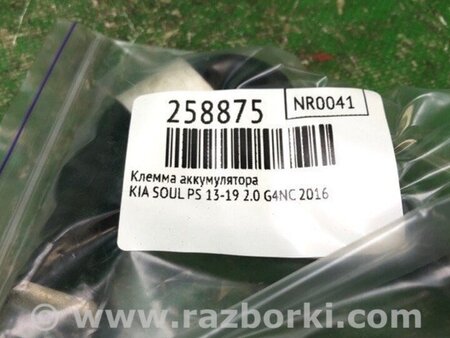 258875
NR0041
Клемма аккумулятора
KIA SOUL PS 13-19 2.0 G4NC 2016
www.razborki.com